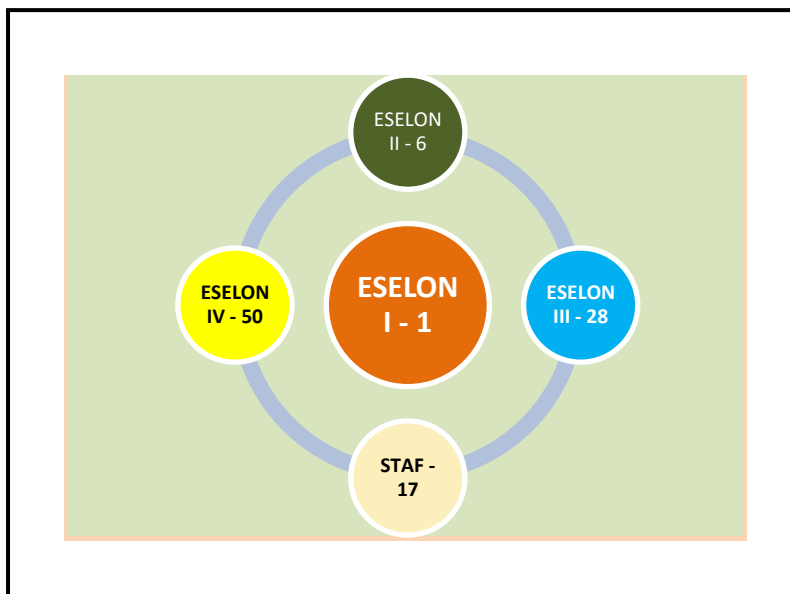 ESELON
II - 6
ESELON
IV - 50
ESELON
I - 1
ESELON
III - 28
STAF -
17